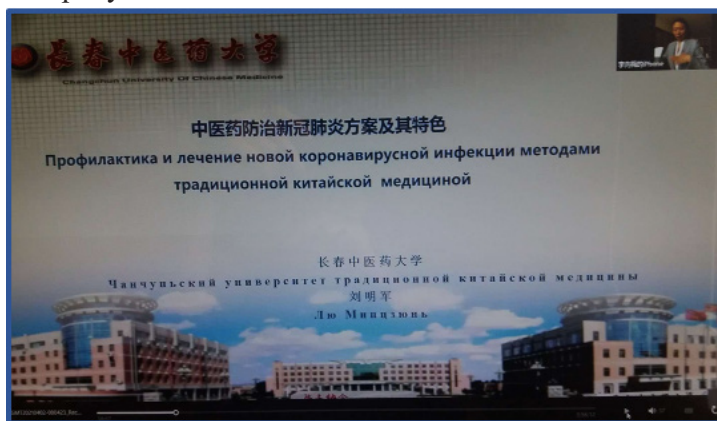 长春中医药大学
Changchun University Of Chinese Medicine
中医药防治新冠肺炎方案及其特色
Профилактика и лечение новой коронавирусной инфекции методами
традиционной китайской медициной
长春中医药大学
Чанчуньский университет традиционной китайской медицины
刘明军
Лю Минцзюнь